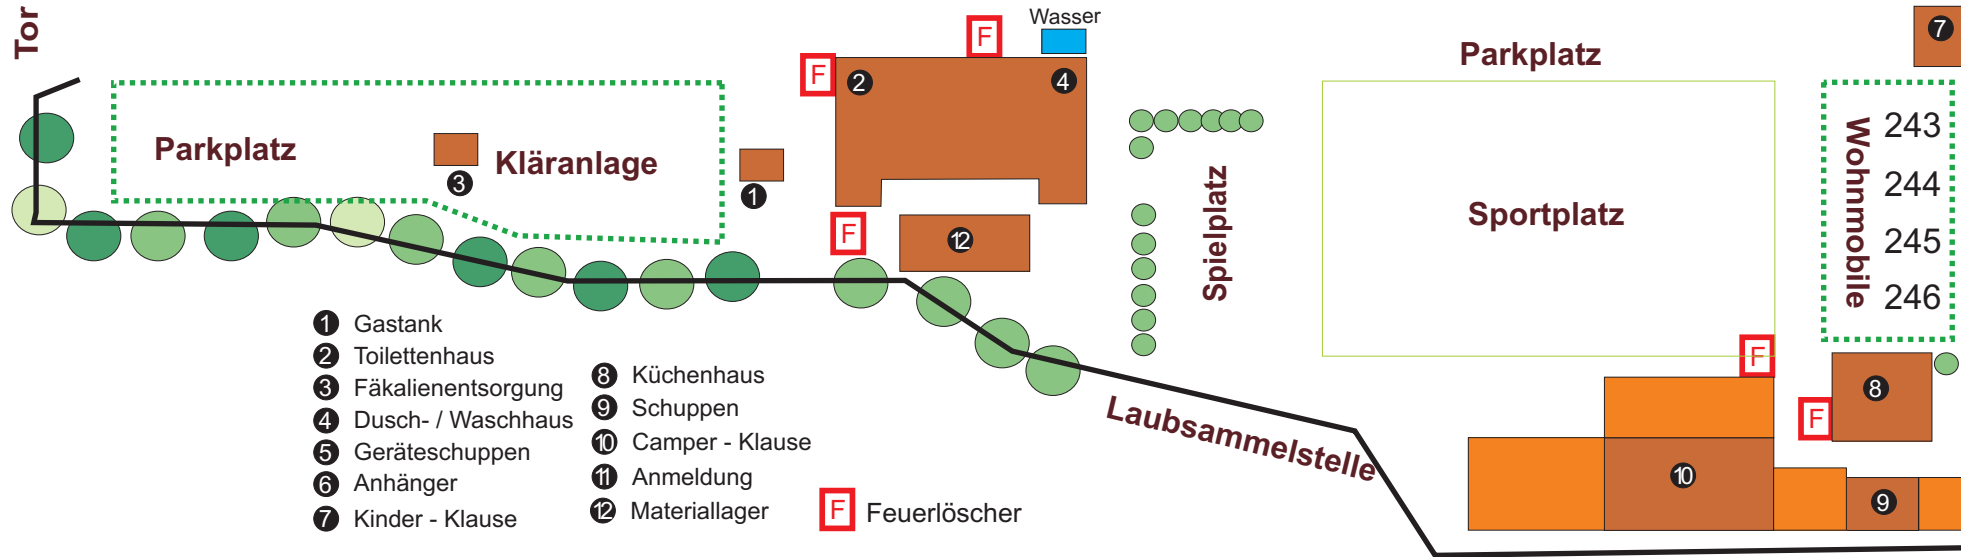 Tor
Parkplatz
3
Kläranlage
1
F
F
Wasser
2
4
F
12
Spielplatz
Parkplatz
Sportplatz
7
Wohnmobile
243
244
245
246
F
F
8
10
9
Laubsammelstelle
1 Gastank
2 Toilettenhaus
3 Fäkalienentsorgung
4 Dusch- / Waschhaus
5 Geräteschuppen
6 Anhänger
7 Kinder - Klause
8 Küchenhaus
9 Schuppen
10 Camper - Klause
11 Anmeldung
12 Materiallager
F Feuerlöscher